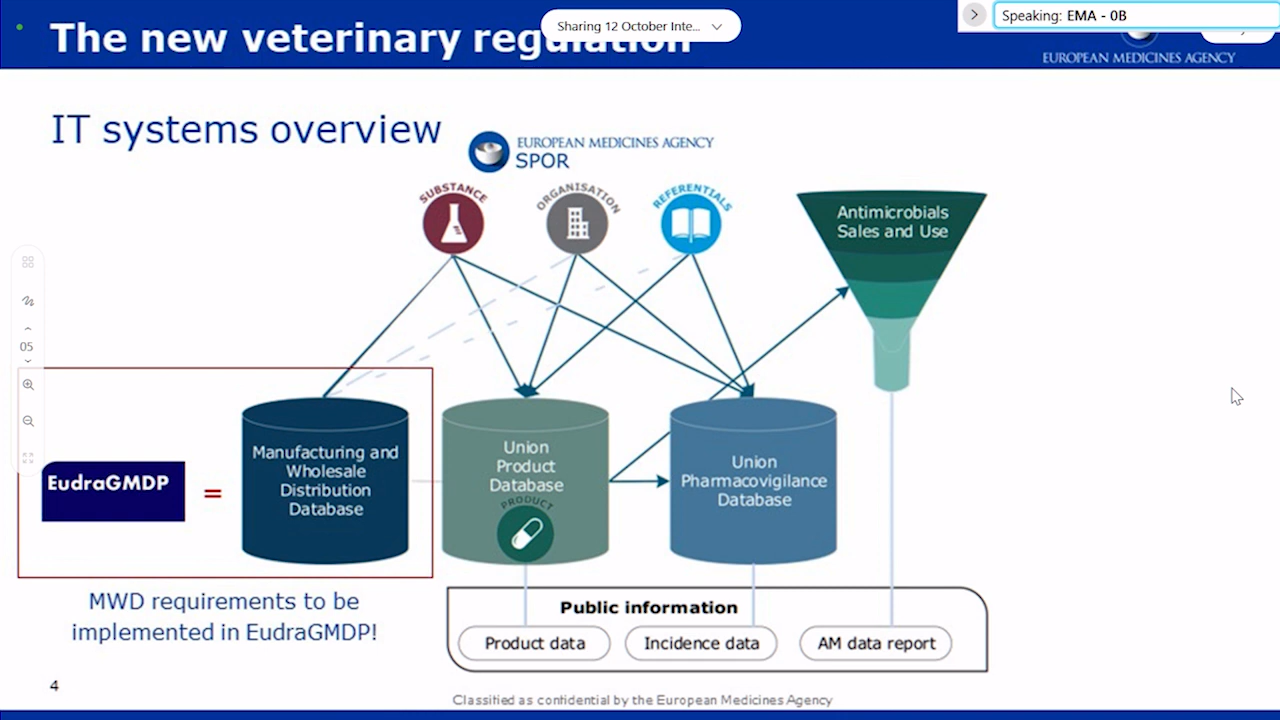 Sharing 12 October Inte...
Speaking: EMA - 0B
The new veterinary regulation
EUROPEAN MEDICINES AGENCY
IT systems overview
EUROPEAN MEDICINES AGENCY
SPOR
SUBSTANCE
ORGANISATION
REFERENTIALS
Antimicrobials
Sales and Use
05
EudraGMDP
=
Manufacturing and
Wholesale
Distribution
Database
Union
Product
Database
PRODUCT
Union
Pharmacovigilance
Database
MWD requirements to be
implemented in EudraGMDP!
Public information
Product data
Incidence data
AM data report
4
Classified as confidential by the European Medicines Agency